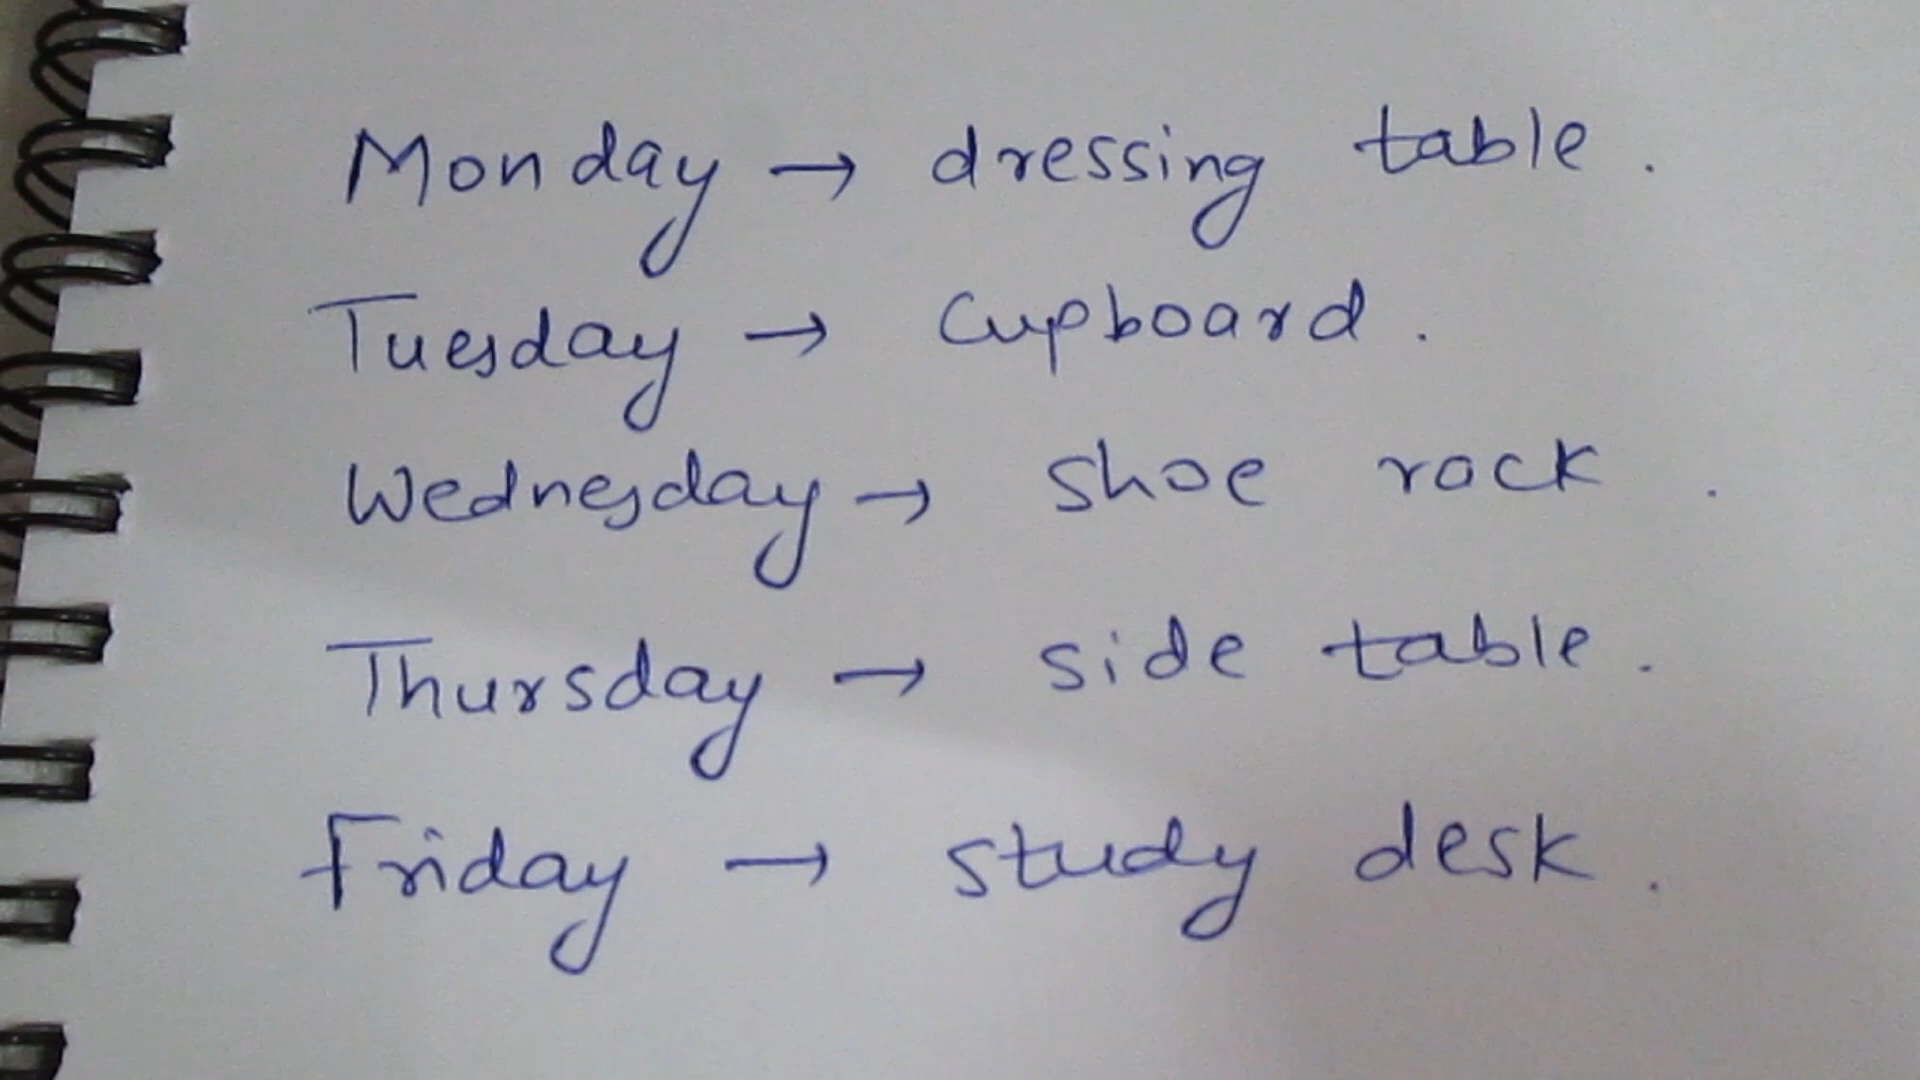 Monday → dressing table.
Tuesday → Cupboard.
Wednesday → shoe rack.
Thursday → side table.
Friday → study desk.